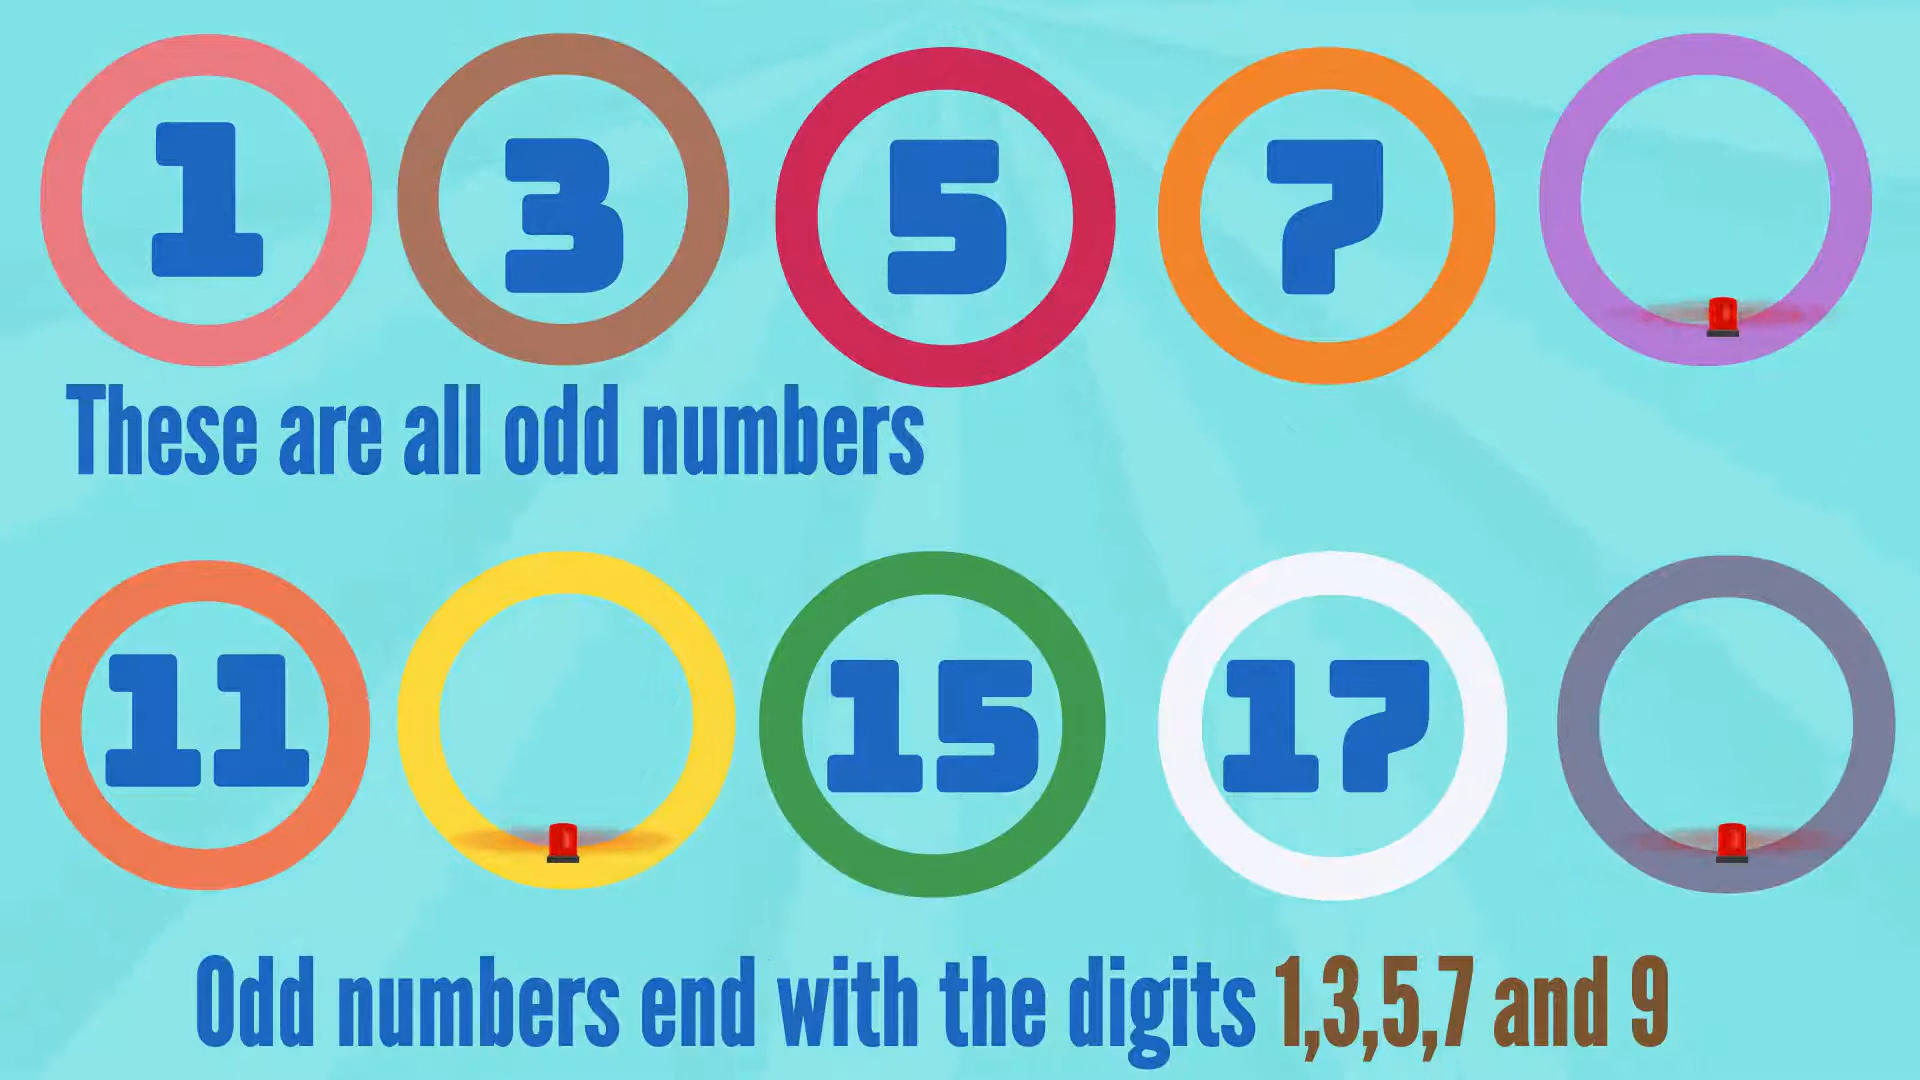 1 3 5 7
These are all odd numbers
11 15 17
Odd numbers end with the digits 1,3,5,7 and 9